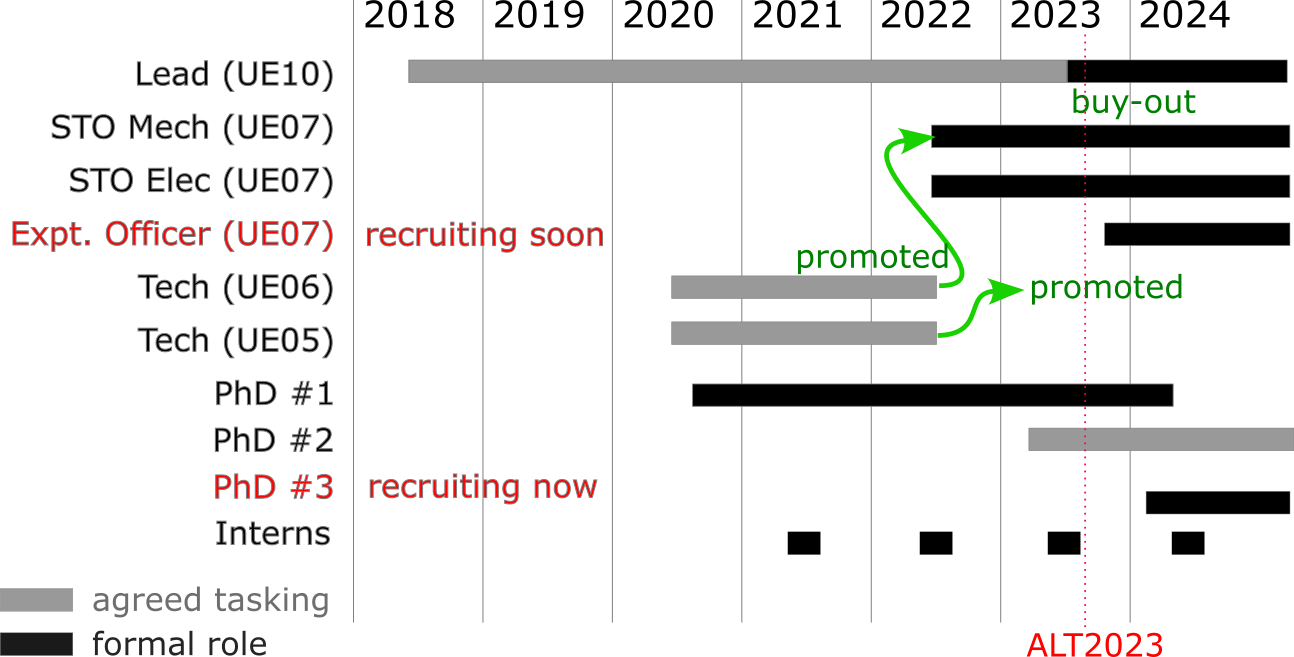 2018 2019 2020 2021 2022 2023 2024
Lead (UE10)
buy-out
STO Mech (UE07)
STO Elec (UE07)
Expt. Officer (UE07) recruiting soon
promoted
Tech (UE06) promoted
Tech (UE05)
PhD #1
PhD #2
PhD #3 recruiting now
Interns
agreed tasking
formal role
ALT2023